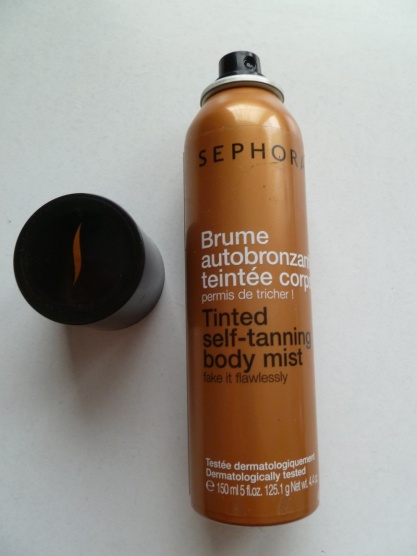 SEPHORA
Brume
autobronzan
teintée corp
permis de tricher !
Tinted
self-tanning
body mist
fake it flawlessly
Testée dermatologiquement
Dermatologically tested
℮ 150 ml 5 fl.oz. 125.1 g Net wt. 4.4